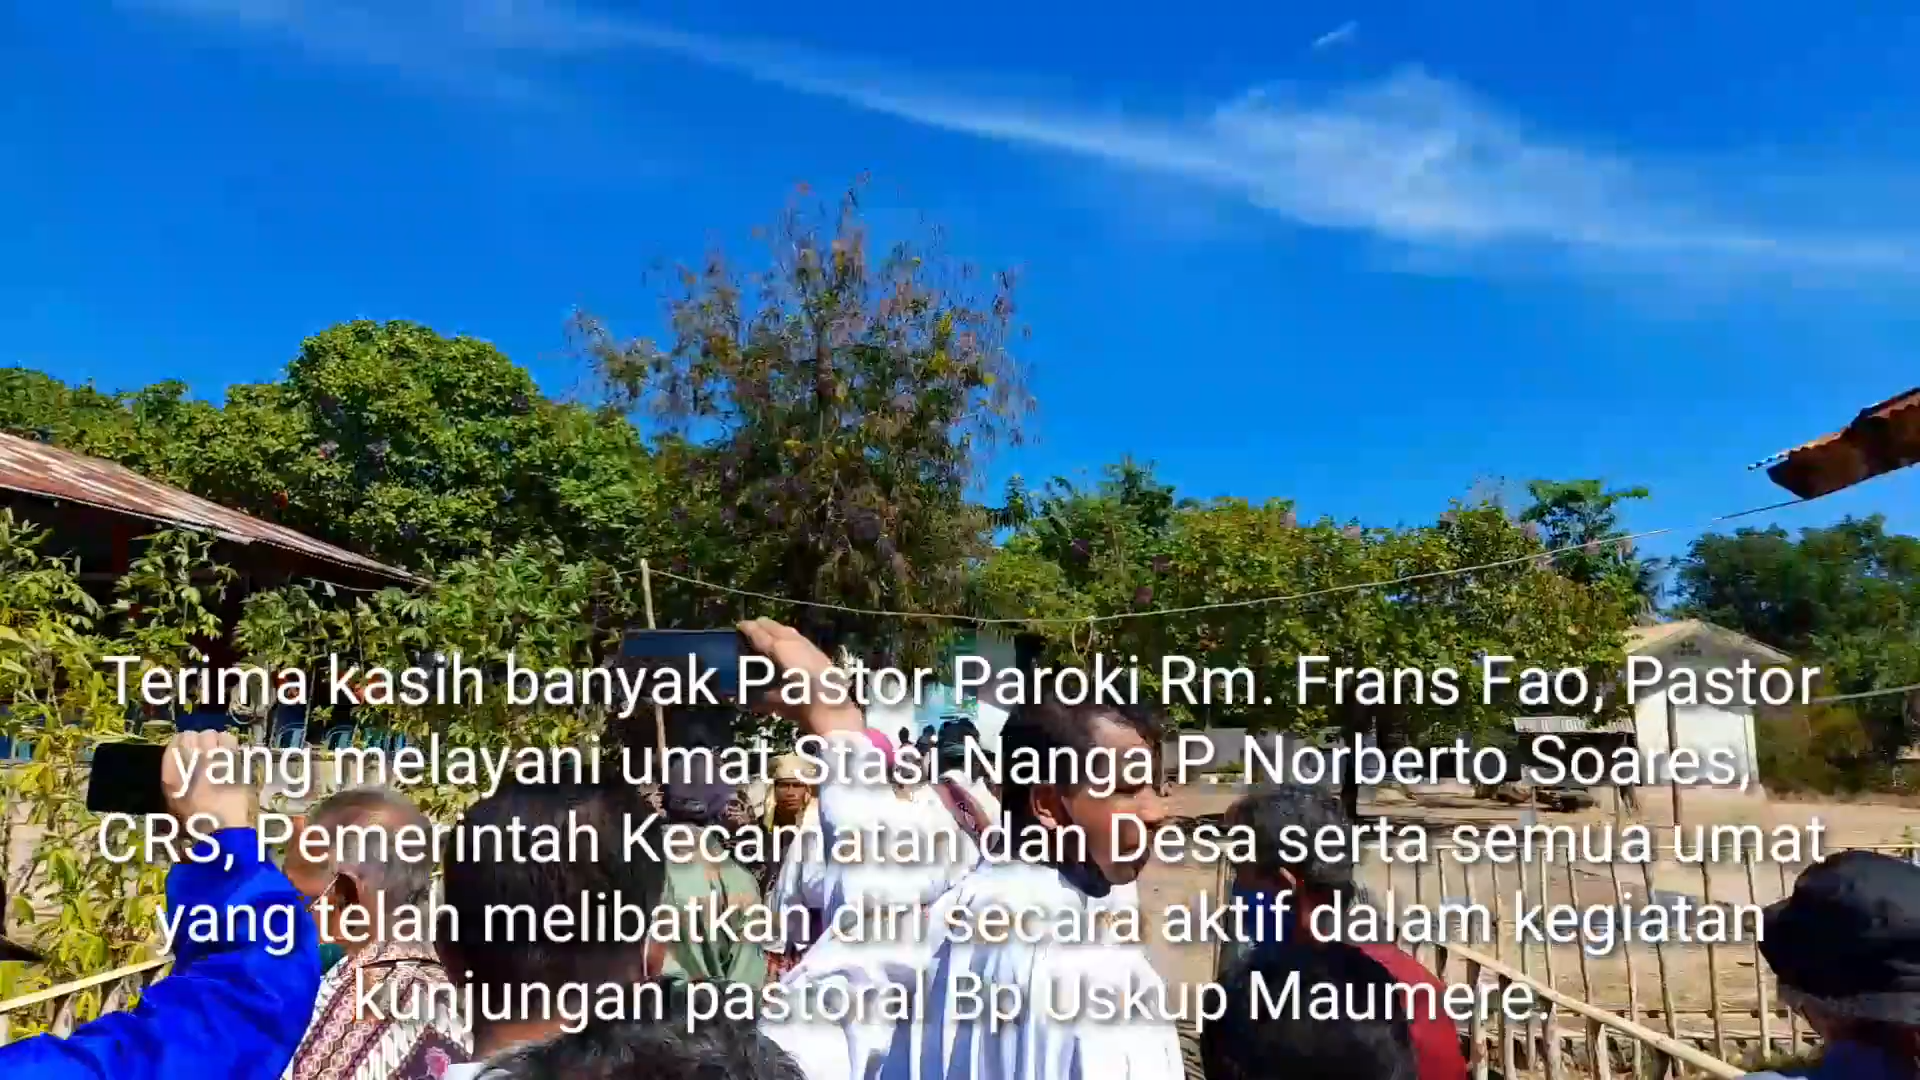 Terima kasih banyak Pastor Paroki Rm. Frans Fao, Pastor
yang melayani umat Stasi Nanga P. Norberto Soares,
CRS, Pemerintah Kecamatan dan Desa serta semua umat
yang telah melibatkan diri secara aktif dalam kegiatan
kunjungan pastoral Bp Uskup Maumere.